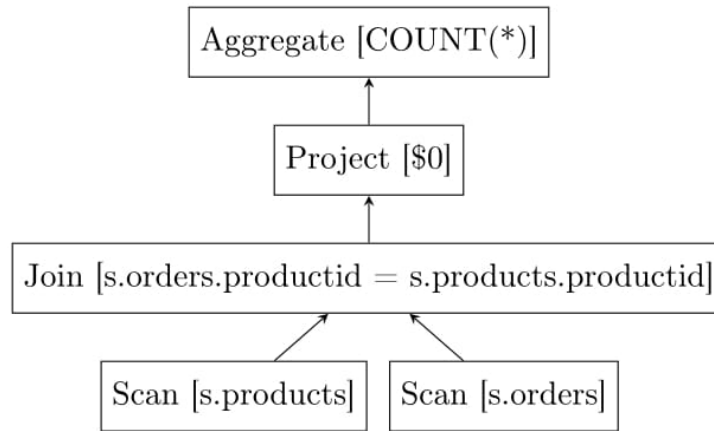 Aggregate [COUNT(*)]
Project [$0]
Join [s.orders.productid = s.products.productid]
Scan [s.products]
Scan [s.orders]